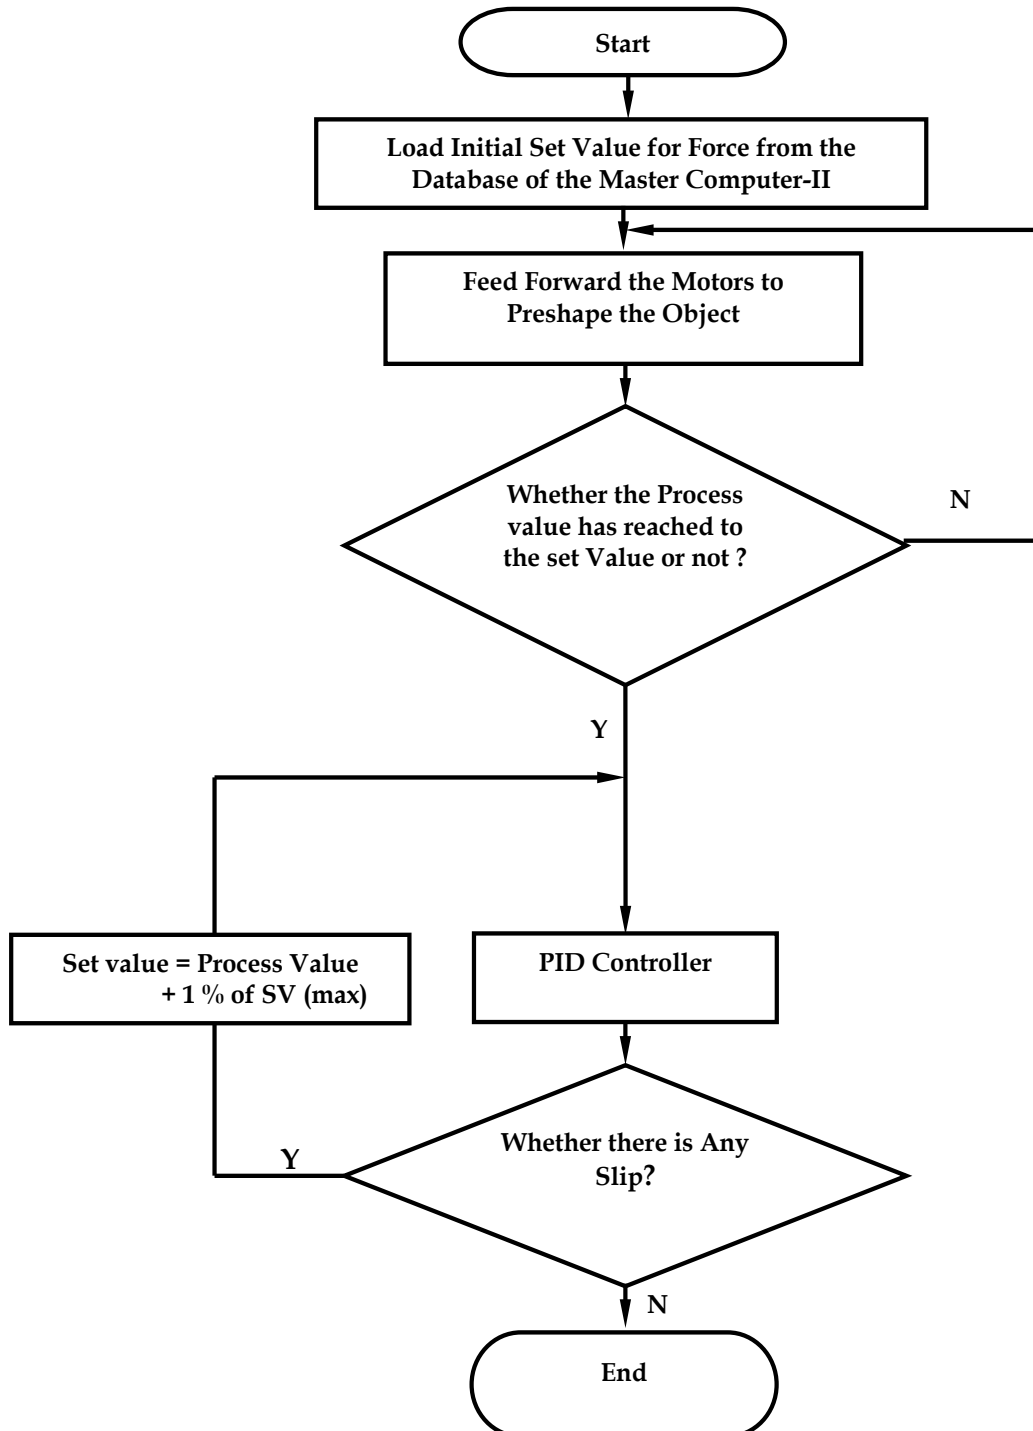 Start
Load Initial Set Value for Force from the
Database of the Master Computer-II
Feed Forward the Motors to
Preshape the Object
Whether the Process
value has reached to
the set Value or not ?
N
Y
Set value = Process Value
+ 1 % of SV (max)
PID Controller
Whether there is Any
Slip?
Y
N
End